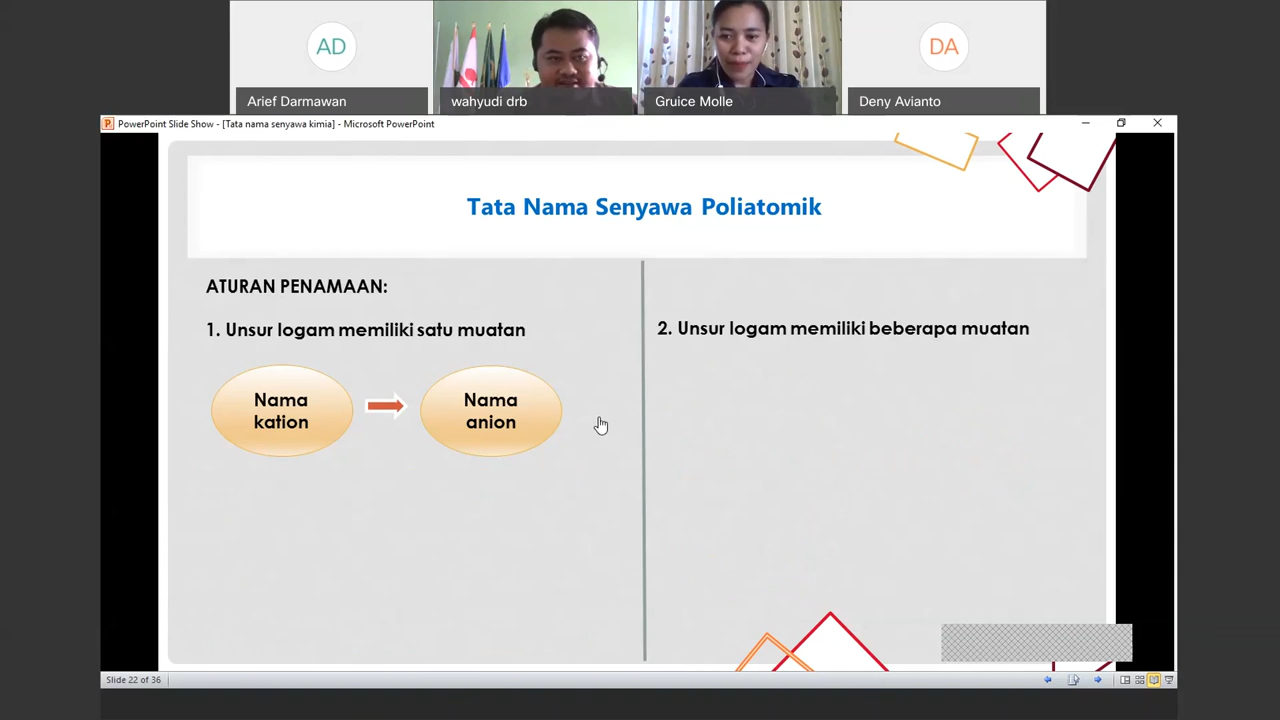 AD
DA
Arief Darmawan
wahyudi drb
Gruice Molle
Deny Avianto
PowerPoint Slide Show - [Tata nama senyawa kimia] - Microsoft PowerPoint
Tata Nama Senyawa Poliatomik
ATURAN PENAMAAN:
1. Unsur logam memiliki satu muatan
Nama
kation
Nama
anion
2. Unsur logam memiliki beberapa muatan
Slide 22 of 36